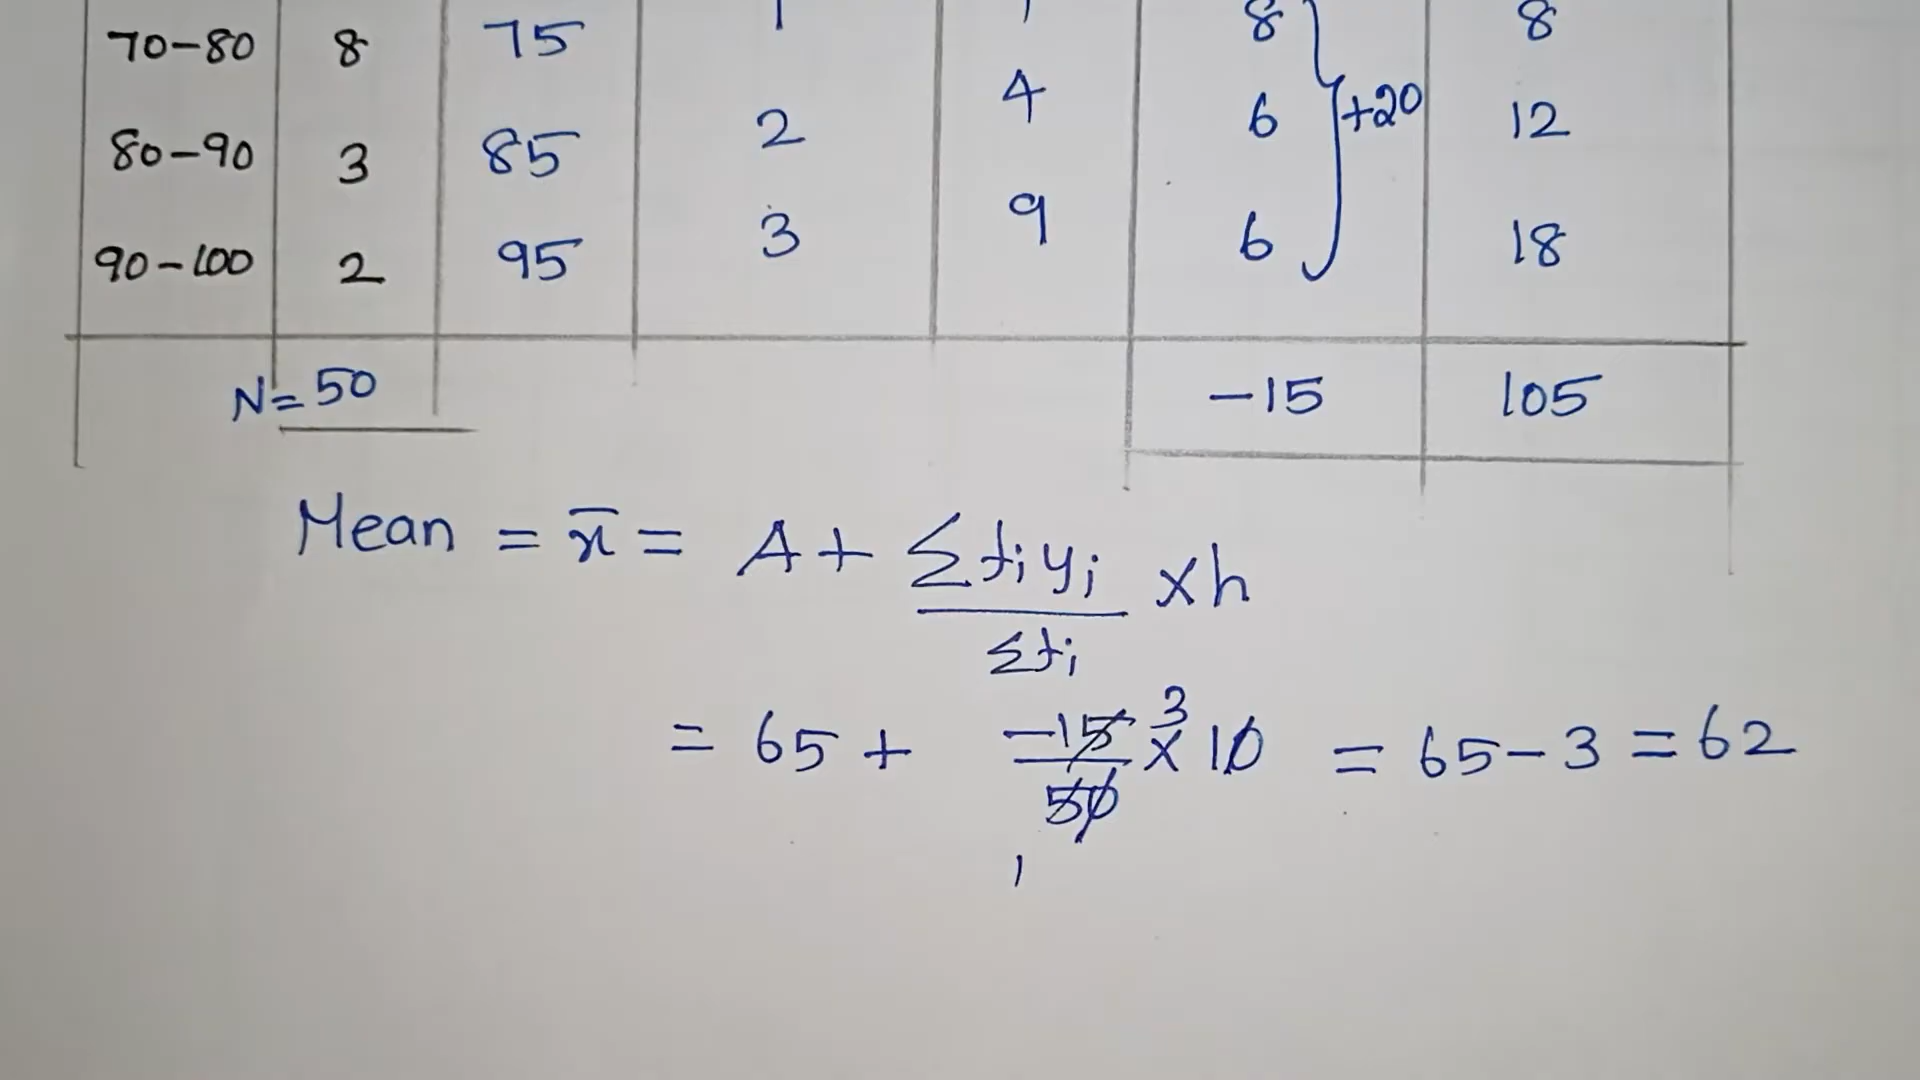 70-80 8 75 1 1 8 8
80-90 3 85 2 4 6 +20 12
90-100 2 95 3 9 6 18
N=50 -15 105
Mean = x̄ = A + Σfiyi / Σfi × h
= 65 + -15/50 × 10 = 65-3 = 62
3
1